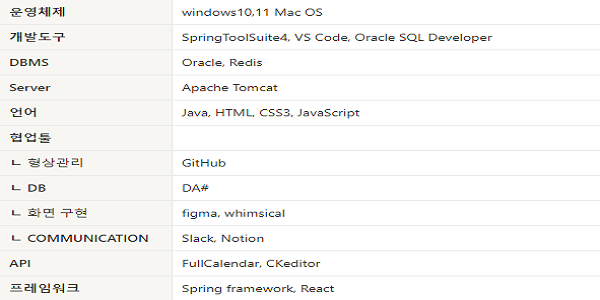 운영체제 windows10,11 Mac OS
개발도구 SpringToolSuite4, VS Code, Oracle SQL Developer
DBMS Oracle, Redis
Server Apache Tomcat
언어 Java, HTML, CSS3, JavaScript
협업툴
ㄴ 형상관리 GitHub
ㄴ DB DA#
ㄴ 화면 구현 figma, whimsical
ㄴ COMMUNICATION Slack, Notion
API FullCalendar, CKeditor
프레임워크 Spring framework, React